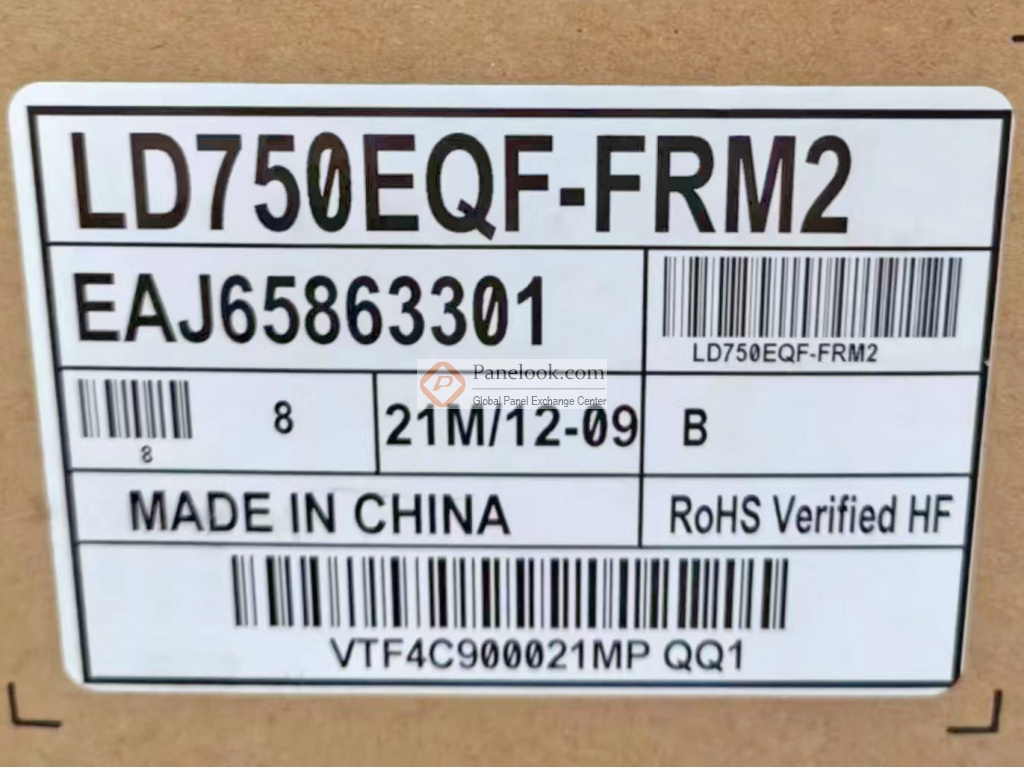 LD750EQF-FRM2
EAJ65863301
LD750EQF-FRM2
Panelook.com
Global Panel Exchange Center
8
8
21M/12-09
B
MADE IN CHINA
RoHS Verified HF
VTF4C900021MP QQ1